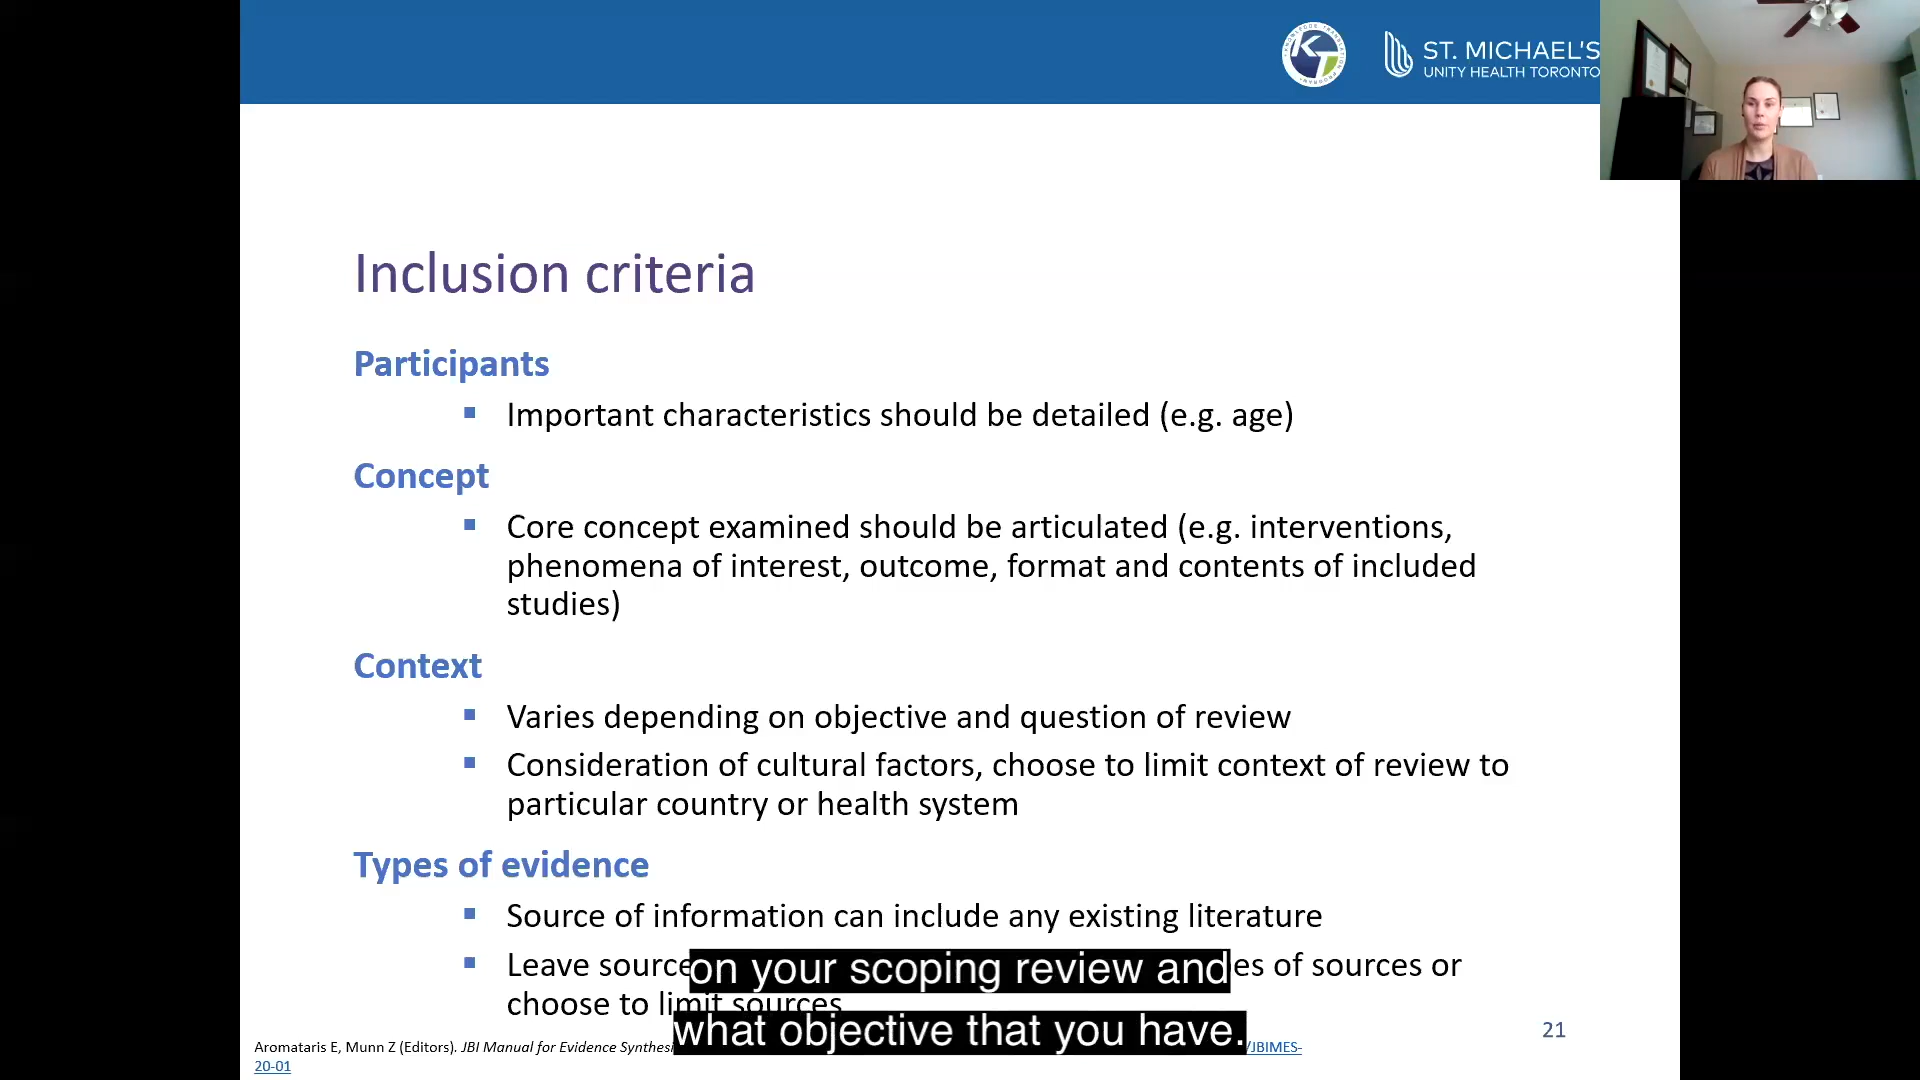 ST. MICHAEL'S
UNITY HEALTH TORONTO
Inclusion criteria
Participants
Important characteristics should be detailed (e.g. age)
Concept
Core concept examined should be articulated (e.g. interventions,
phenomena of interest, outcome, format and contents of included
studies)
Context
Varies depending on objective and question of review
Consideration of cultural factors, choose to limit context of review to
particular country or health system
Types of evidence
Source of information can include any existing literature
Leave source es of sources or
choose to limit sources
on your scoping review and
what objective that you have.
21
Aromataris E, Munn Z (Editors). JBI Manual for Evidence Synthesi /JBIMES-
20-01